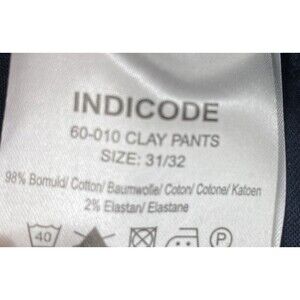 INDICODE
60-010 CLAY PANTS
SIZE: 31/32
98% Bomuld/ Cotton/ Baumwolle/ Coton/ Cotone/ Katoen
2% Elastan/ Elastane
40
P